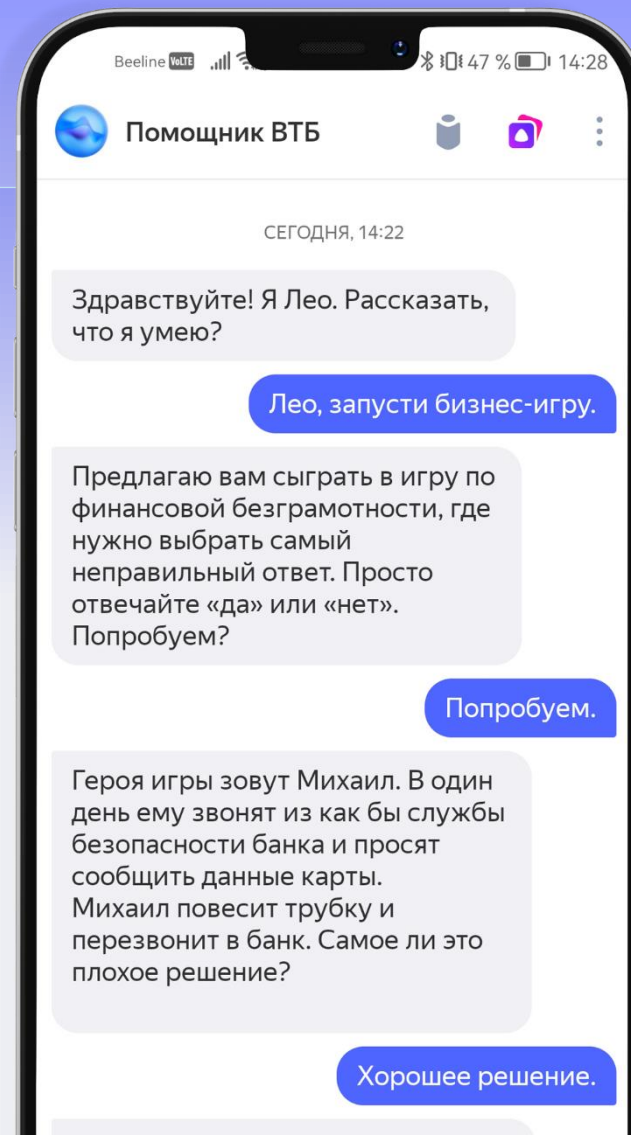 Beeline VoLTE 47 % 14:28
Помощник ВТБ
СЕГОДНЯ, 14:22
Здравствуйте! Я Лео. Рассказать,
что я умею?
Лео, запусти бизнес-игру.
Предлагаю вам сыграть в игру по
финансовой безграмотности, где
нужно выбрать самый
неправильный ответ. Просто
отвечайте «да» или «нет».
Попробуем?
Попробуем.
Героя игры зовут Михаил. В один
день ему звонят из как бы службы
безопасности банка и просят
сообщить данные карты.
Михаил повесит трубку и
перезвонит в банк. Самое ли это
плохое решение?
Хорошее решение.